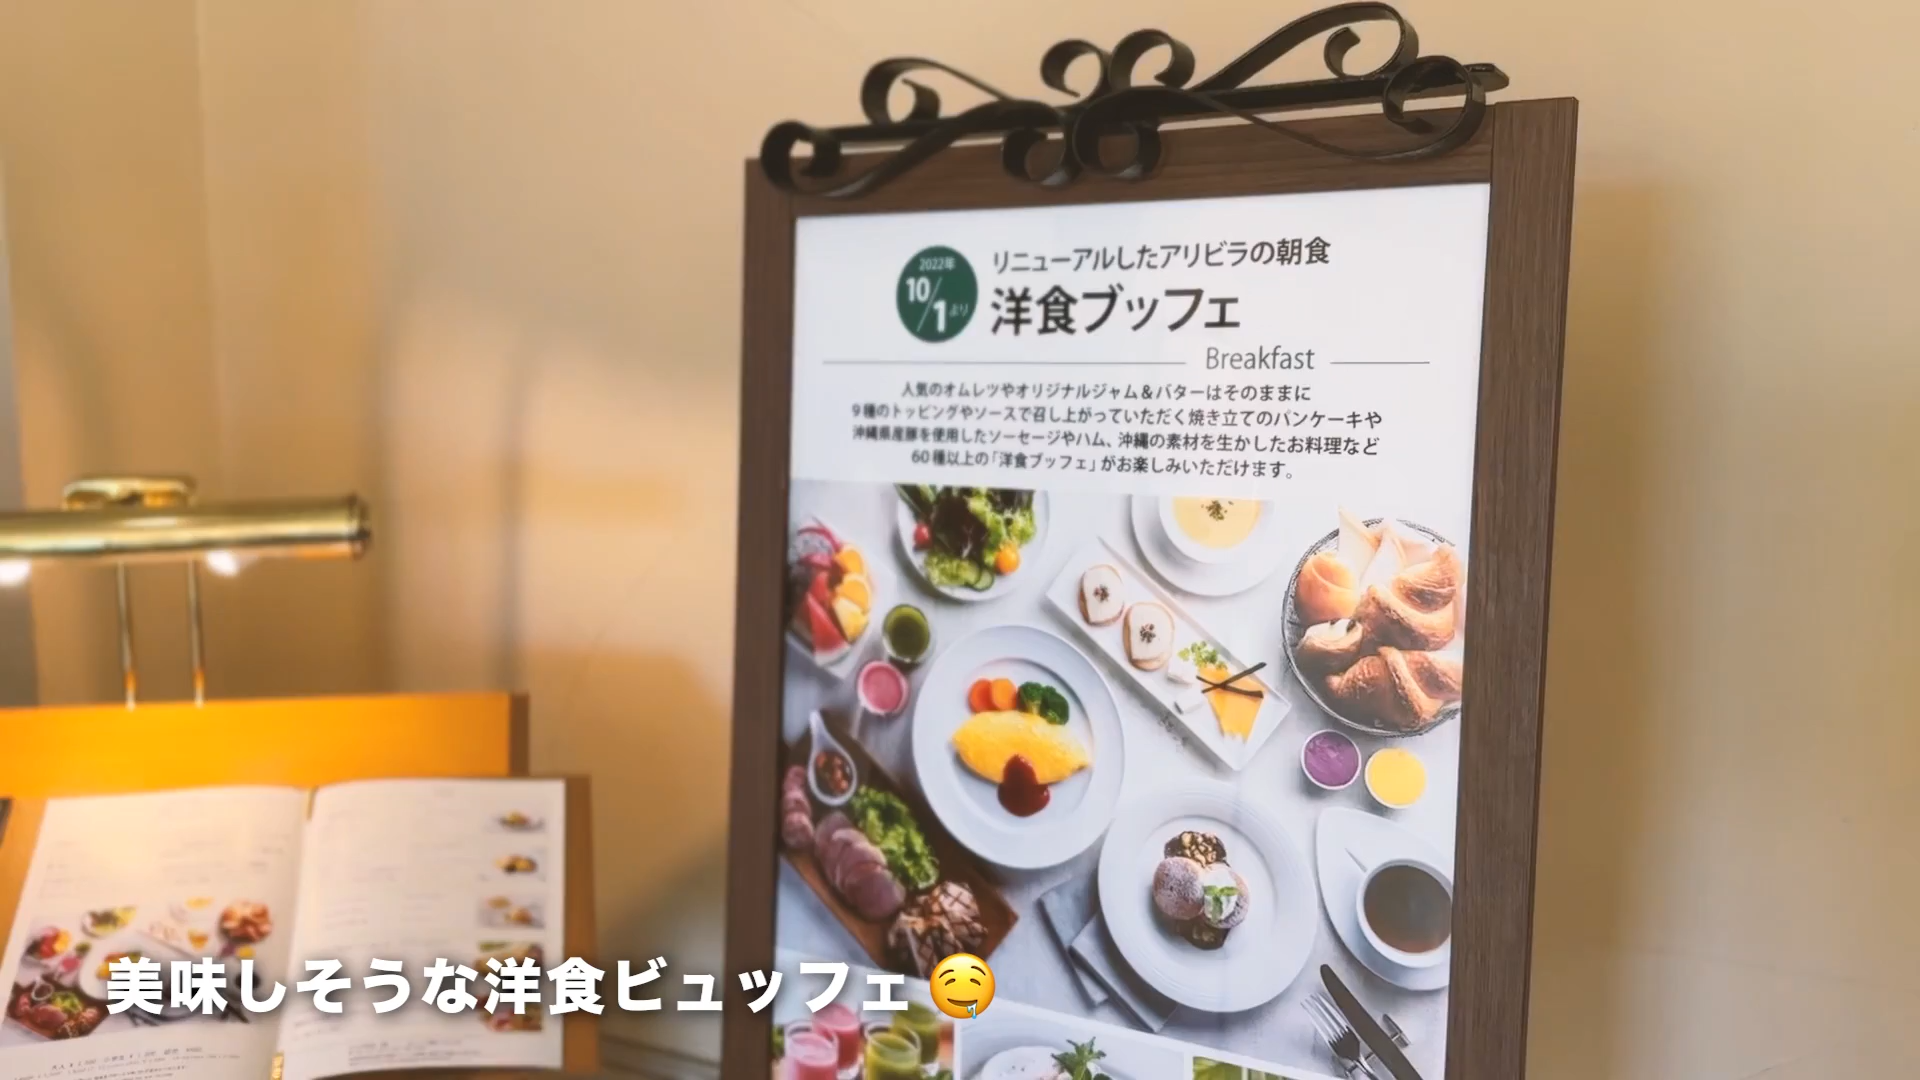 2022年
10/1より
リニューアルしたアリビラの朝食
洋食ブッフェ
Breakfast
人気のオムレツやオリジナルジャム＆バターはそのままに
9種のトッピングやソースで召し上がっていただく焼き立てのパンケーキや
沖縄県産豚を使用したソーセージやハム、沖縄の素材を生かしたお料理など
60種以上の「洋食ブッフェ」がお楽しみいただけます。
美味しそうな洋食ビュッフェ🤤